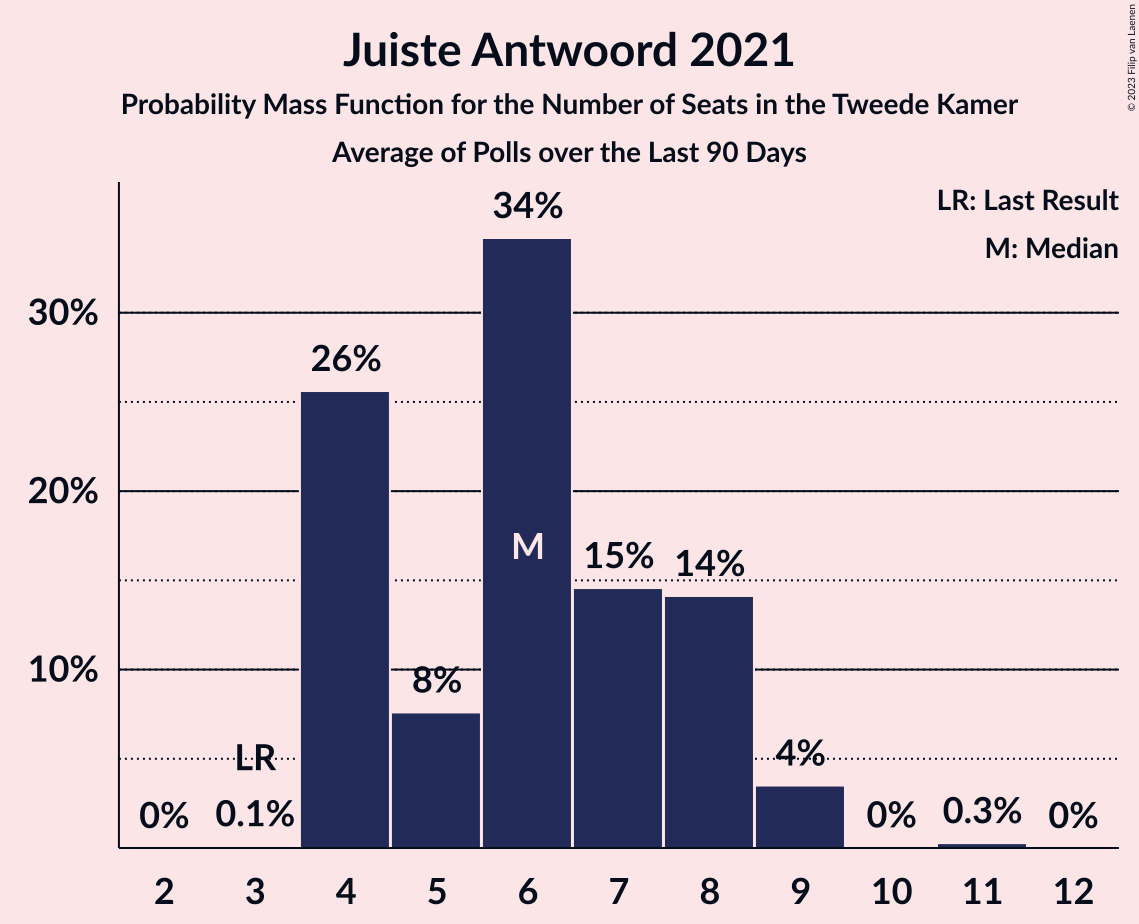 Juiste Antwoord 2021
Probability Mass Function for the Number of Seats in the Tweede Kamer
Average of Polls over the Last 90 Days
© 2023 Filip van Laenen
LR: Last Result
M: Median
34%
30%
26%
20%
M
15%
14%
10%
8%
LR
4%
0%
0.1%
0%
0.3%
0%
2 3 4 5 6 7 8 9 10 11 12